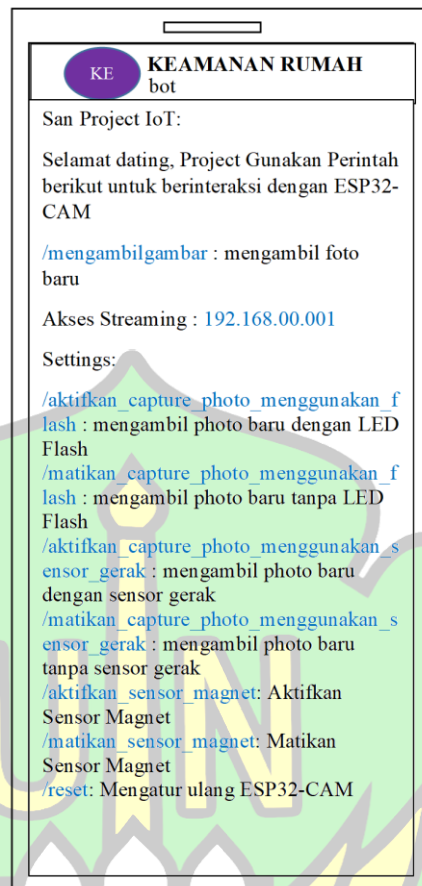 KE
KEAMANAN RUMAH
bot
San Project IoT:
Selamat dating, Project Gunakan Perintah
berikut untuk berinteraksi dengan ESP32-
CAM
/mengambilgambar : mengambil foto
baru
Akses Streaming : 192.168.00.001
Settings:
/aktifkan_capture_photo_menggunakan_f
lash : mengambil photo baru dengan LED
Flash
/matikan_capture_photo_menggunakan_f
lash : mengambil photo baru tanpa LED
Flash
/aktifkan_capture_photo_menggunakan_s
ensor_gerak : mengambil photo baru
dengan sensor gerak
/matikan_capture_photo_menggunakan_s
ensor_gerak : mengambil photo baru
tanpa sensor gerak
/aktifkan_sensor_magnet: Aktifkan
Sensor Magnet
/matikan_sensor_magnet: Matikan
Sensor Magnet
/reset: Mengatur ulang ESP32-CAM
UIN